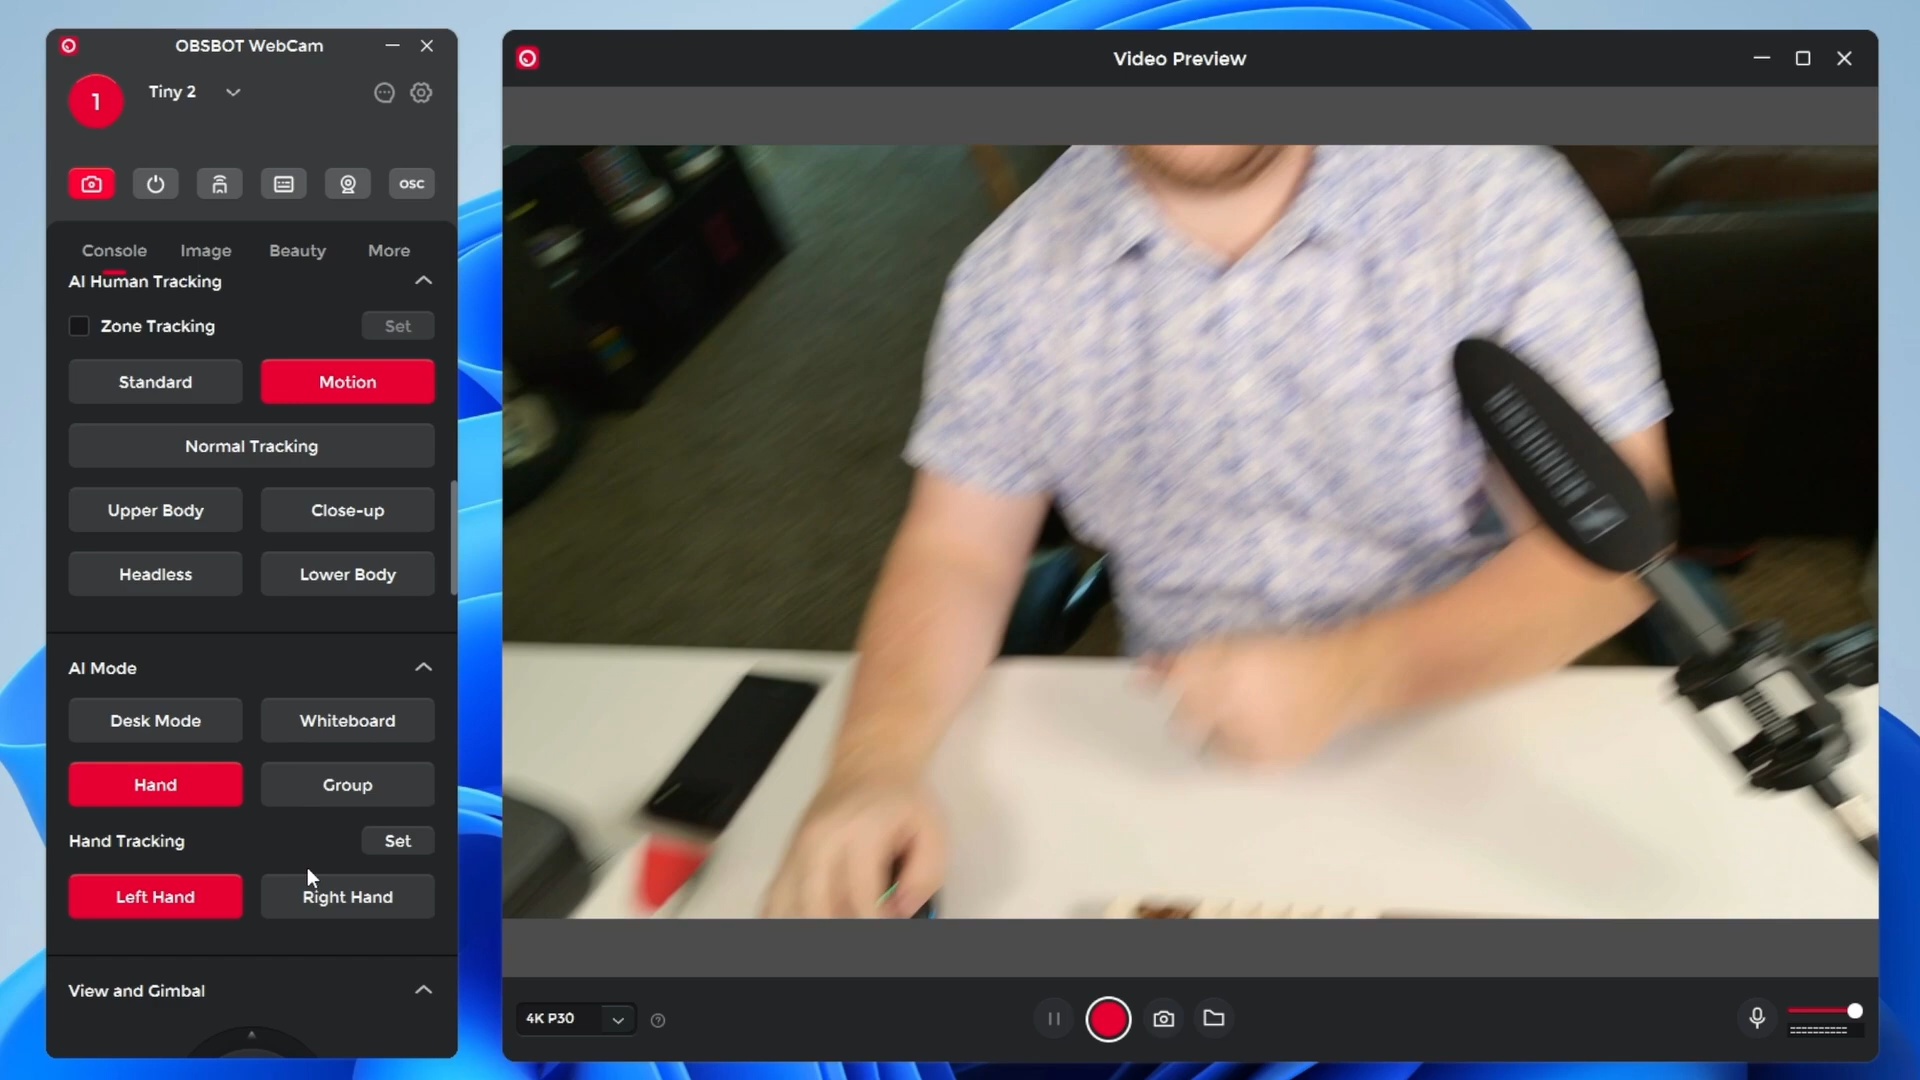 OBSBOT WebCam
1
Tiny 2
OSC
Console Image Beauty More
AI Human Tracking
Zone Tracking Set
Standard Motion
Normal Tracking
Upper Body Close-up
Headless Lower Body
AI Mode
Desk Mode Whiteboard
Hand Group
Hand Tracking Set
Left Hand Right Hand
View and Gimbal
Video Preview
4K P30